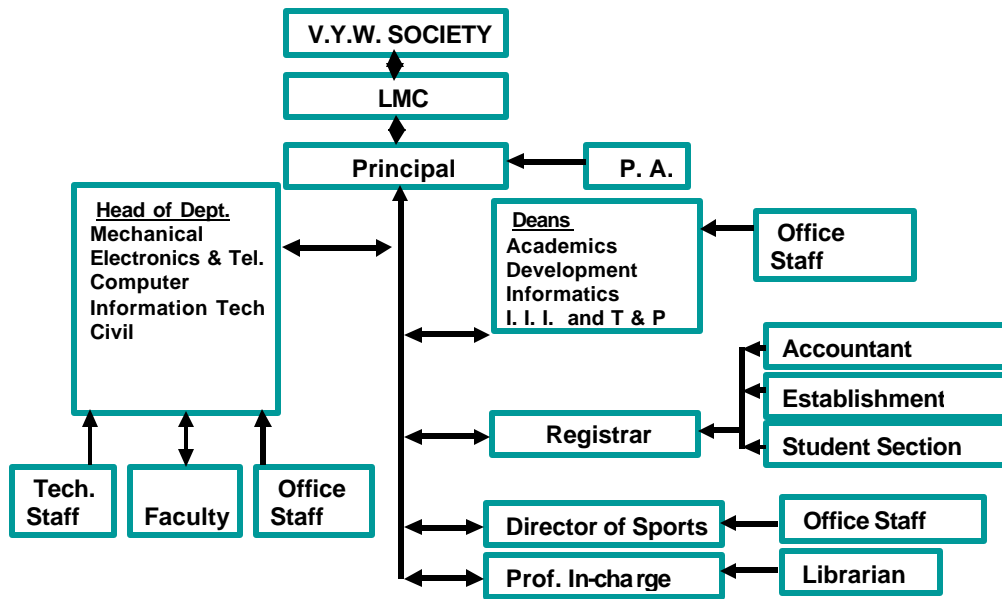 V.Y.W. SOCIETY
LMC
Principal
P. A.
Head of Dept.
Mechanical
Electronics & Tel.
Computer
Information Tech
Civil
Deans
Academics
Development
Informatics
I. I. I. and T & P
Office
Staff
Accountant
Establishment
Student Section
Registrar
Tech.
Staff
Faculty
Office
Staff
Director of Sports
Office Staff
Prof. In-charge
Librarian